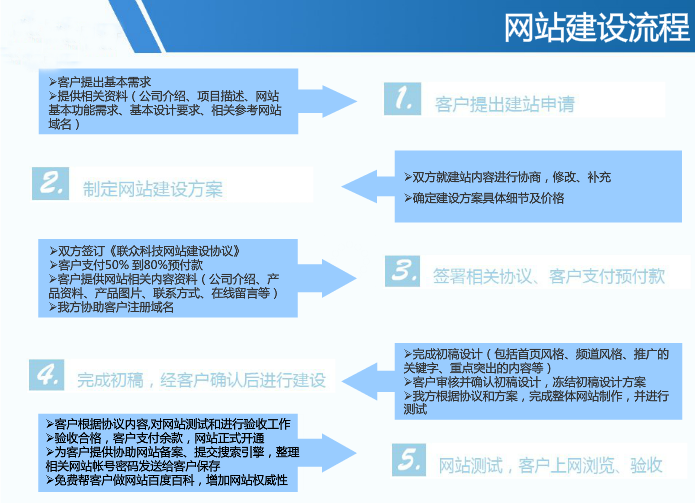 网站建设流程
➢客户提出基本需求
➢提供相关资料（公司介绍、项目描述、网站
基本功能需求、基本设计要求、相关参考网站
域名）
1. 客户提出建站申请
2. 制定网站建设方案
➢双方就建站内容进行协商，修改、补充
➢确定建设方案具体细节及价格
➢双方签订《联众科技网站建设协议》
➢客户支付50% 到80%预付款
➢客户提供网站相关内容资料（公司介绍、产
品资料、产品图片、联系方式、在线留言等）
➢我方协助客户注册域名
3. 签署相关协议、客户支付预付款
4. 完成初稿，经客户确认后进行建设
➢完成初稿设计（包括首页风格、频道风格、推广的
关键字、重点突出的内容等）
➢客户审核并确认初稿设计，冻结初稿设计方案
➢我方根据协议和方案，完成整体网站制作，并进行
测试
➢客户根据协议内容,对网站测试和进行验收工作
➢验收合格，客户支付余款，网站正式开通
➢为客户提供协助网站备案、提交搜索引擎，整理
相关网站帐号密码发送给客户保存
➢免费帮客户做网站百度百科，增加网站权威性
5. 网站测试，客户上网浏览、验收